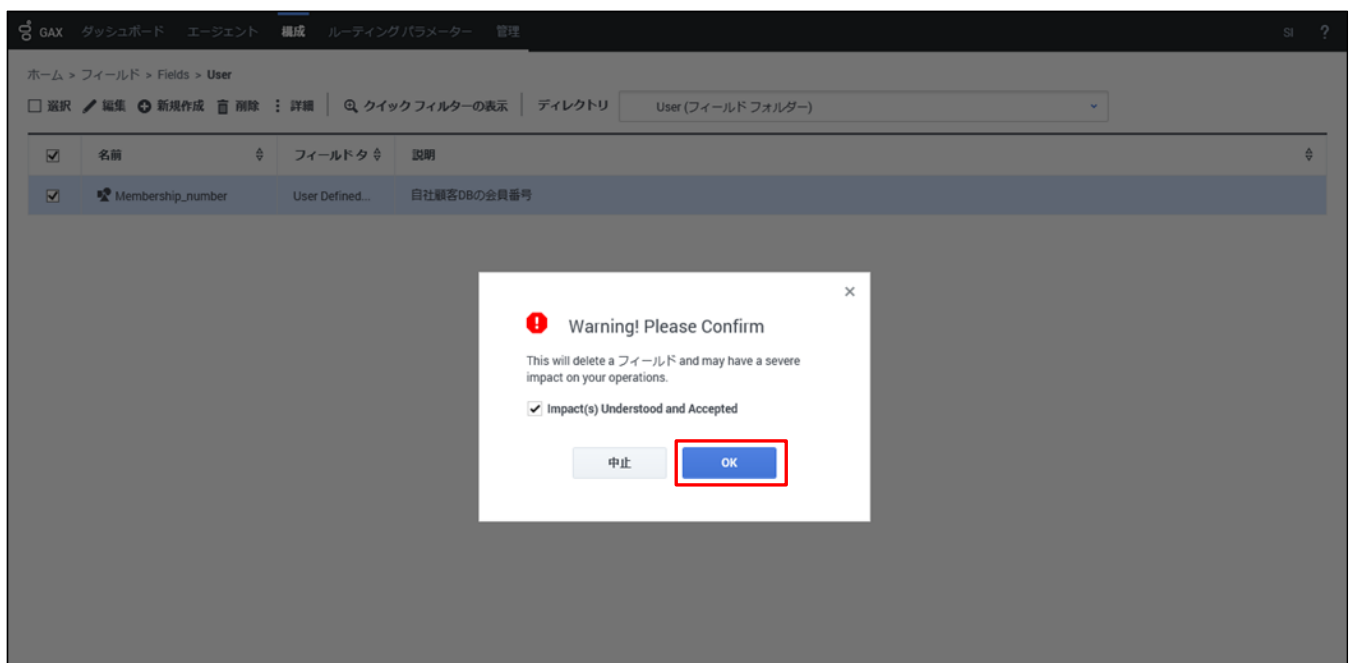 GAX ダッシュボード エージェント 構成 ルーティング パラメーター 管理 SI ?
ホーム > フィールド > Fields > User
選択 編集 新規作成 削除 詳細 クイック フィルターの表示 ディレクトリ User (フィールド フォルダー)
名前 フィールド タ 説明
Membership_number User Defined... 自社顧客DBの会員番号
Warning! Please Confirm
This will delete a フィールド and may have a severe
impact on your operations.
Impact(s) Understood and Accepted
中止 OK